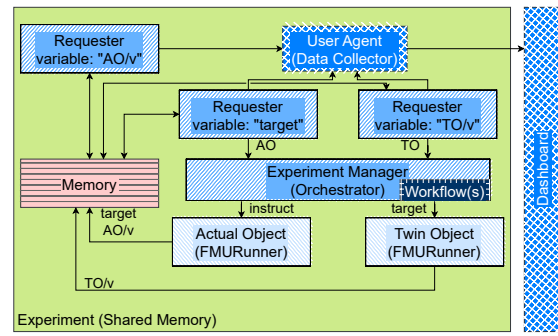 Requester
variable: "AO/v"
User Agent
(Data Collector)
Requester
variable: "target"
Requester
variable: "TO/v"
AO
TO
Memory
Experiment Manager
(Orchestrator)
Workflow(s)
target
AO/v
instruct
target
Actual Object
(FMURunner)
Twin Object
(FMURunner)
TO/v
Experiment (Shared Memory)
Dashboard